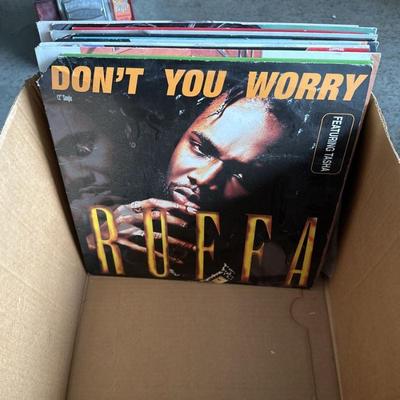 DON'T YOU WORRY
12" Single
FEATURING TASHA
RUFFA